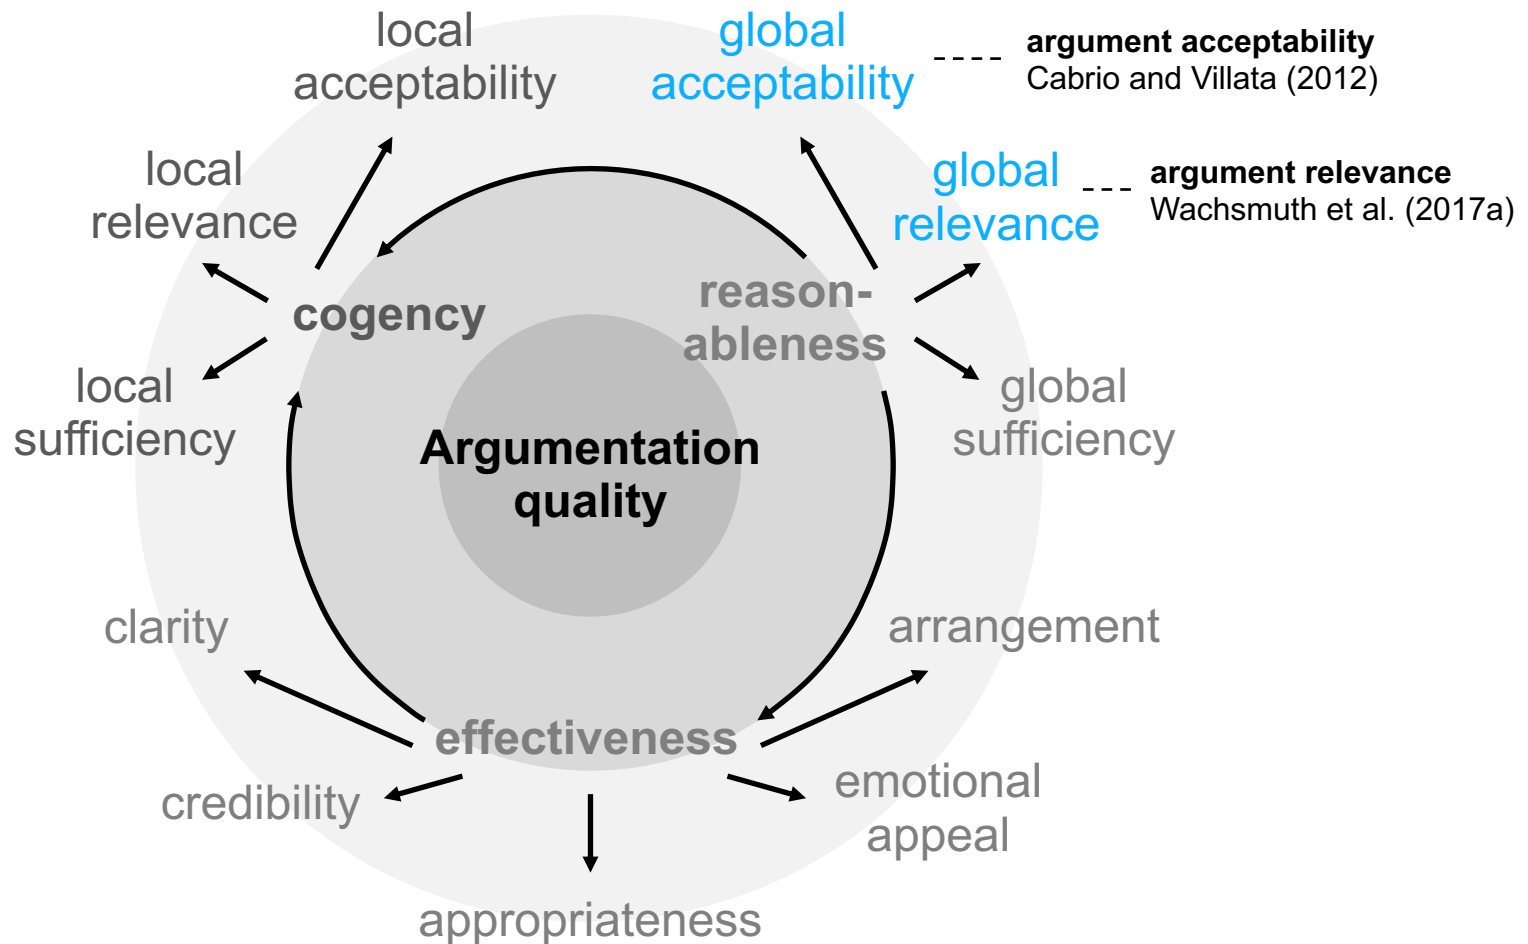 local
acceptability
global
acceptability
argument acceptability
Cabrio and Villata (2012)
local
relevance
global
relevance
argument relevance
Wachsmuth et al. (2017a)
cogency
reason-
ableness
local
sufficiency
global
sufficiency
Argumentation
quality
clarity
arrangement
effectiveness
credibility
emotional
appeal
appropriateness